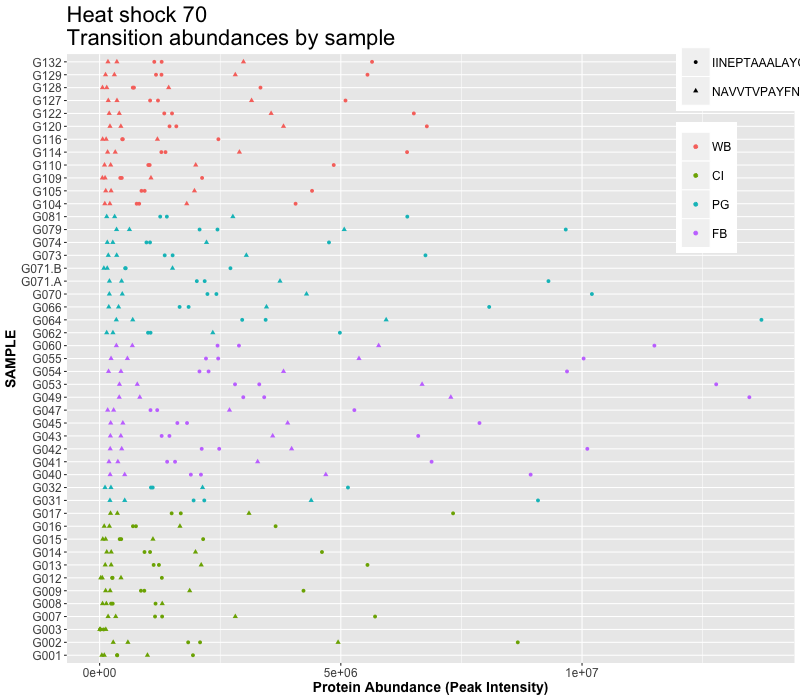 Heat shock 70
Transition abundances by sample
IINEPTAAALAY
NAVVTVPAYFN
WB
CI
PG
FB
SAMPLE
G132
G129
G128
G127
G122
G120
G116
G114
G110
G109
G105
G104
G081
G079
G074
G073
G071.B
G071.A
G070
G066
G064
G062
G060
G055
G054
G053
G049
G047
G045
G043
G042
G041
G040
G032
G031
G017
G016
G015
G014
G013
G012
G009
G008
G007
G003
G002
G001
0e+00 5e+06 1e+07
Protein Abundance (Peak Intensity)